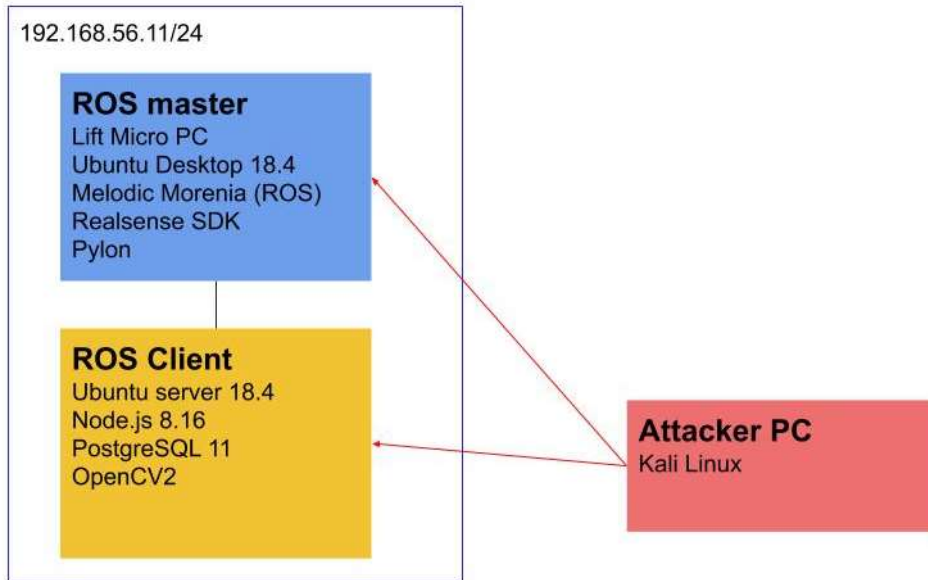 192.168.56.11/24
ROS master
Lift Micro PC
Ubuntu Desktop 18.4
Melodic Morenia (ROS)
Realsense SDK
Pylon
ROS Client
Ubuntu server 18.4
Node.js 8.16
PostgreSQL 11
OpenCV2
Attacker PC
Kali Linux